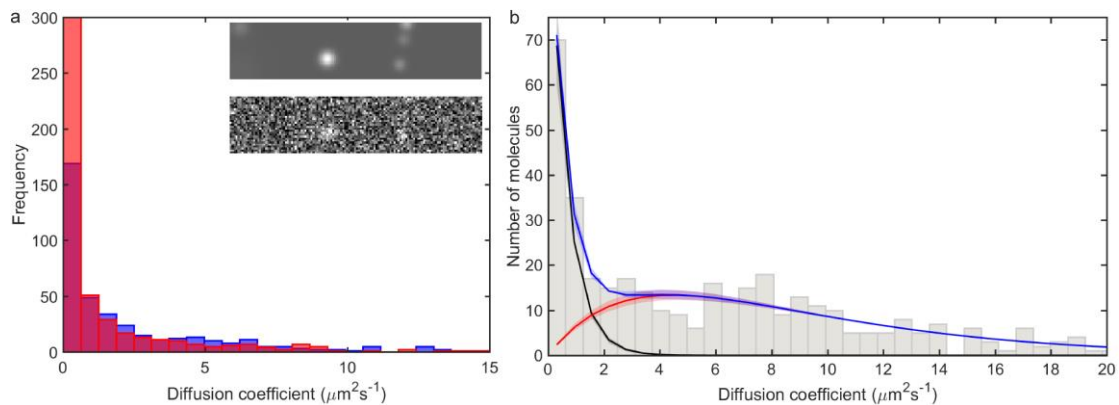 a
300
250
200
150
100
50
0
Frequency
0 5 10 15
Diffusion coefficient (μm²s⁻¹)
b
70
60
50
40
30
20
10
0
Number of molecules
0 2 4 6 8 10 12 14 16 18 20
Diffusion coefficient (μm²s⁻¹)